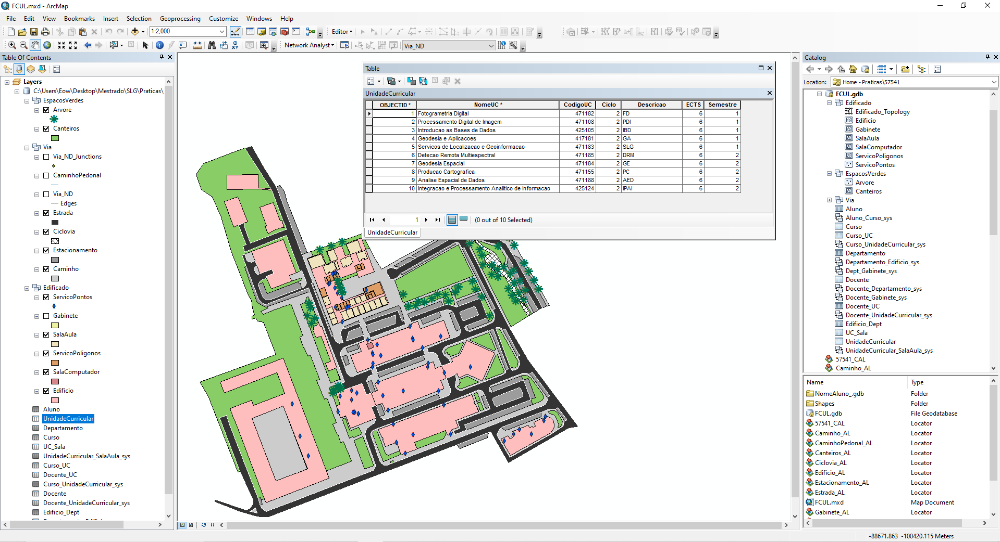 FCUL.mxd - ArcMap
File Edit View Bookmarks Insert Selection Geoprocessing Customize Windows Help
1:2,000
Editor
Network Analyst
Via_ND
Table Of Contents
Layers
C:\Users\Eow\Desktop\Mestrado\SLG\Praticas\
EspacosVerdes
Arvore
Canteiros
Via
Via_ND_Junctions
CaminhoPedonal
Via_ND
Edges
Estrada
Ciclovia
Estacionamento
Caminho
Edificado
ServicoPontos
Gabinete
SalaAula
ServicoPoligonos
SalaComputador
Edificio
Aluno
UnidadeCurricular
Departamento
Curso
UC_Sala
UnidadeCurricular_SalaAula_sys
Curso_UC
Docente_UC
Curso_UnidadeCurricular_sys
Docente
Docente_UnidadeCurricular_sys
Edificio_Dept
Table
UnidadeCurricular
OBJECTID * NomeUC * CodigoUC Ciclo Descricao ECTS Semestre
1 Fotogrametria Digital 471182 2 FD 6 1
2 Processamento Digital de Imagem 471108 2 PDI 6 1
3 Introducao as Bases de Dados 425105 2 IBD 6 1
4 Geodesia e Aplicacoes 417181 2 GA 6 1
5 Servicos de Localizacao e Geoinformacao 471183 2 SLG 6 1
6 Detecao Remota Multiespectral 471185 2 DRM 6 2
7 Geodesia Espacial 471184 2 GE 6 2
8 Producao Cartografica 471155 2 PC 6 2
9 Analise Espacial de Dados 471188 2 AED 6 2
10 Integracao e Processamento Analitico de Informacao 425124 2 IPAI 6 2
1 (0 out of 10 Selected)
UnidadeCurricular
Catalog
Location: Home - Praticas\57541
FCUL.gdb
Edificado
Edificado_Topology
Edificio
Gabinete
SalaAula
SalaComputador
ServicoPoligonos
ServicoPontos
EspacosVerdes
Arvore
Canteiros
Via
Aluno
Aluno_Curso_sys
Curso
Curso_UC
Curso_UnidadeCurricular_sys
Departamento
Departamento_Edificio_sys
Dept_Gabinete_sys
Docente
Docente_Departamento_sys
Docente_Gabinete_sys
Docente_UC
Docente_UnidadeCurricular_sys
Edificio_Dept
UC_Sala
UnidadeCurricular
UnidadeCurricular_SalaAula_sys
57541_CAL
Caminho_AL
Name Type
NomeAluno_.gdb Folder
Shapes Folder
FCUL.gdb File Geodatabase
57541_CAL Locator
Caminho_AL Locator
CaminhoPedonal_AL Locator
Canteiros_AL Locator
Ciclovia_AL Locator
Edificio_AL Locator
Estacionamento_AL Locator
Estrada_AL Locator
FCUL.mxd Map Document
Gabinete_AL Locator
-88671.863 -100420.115 Meters